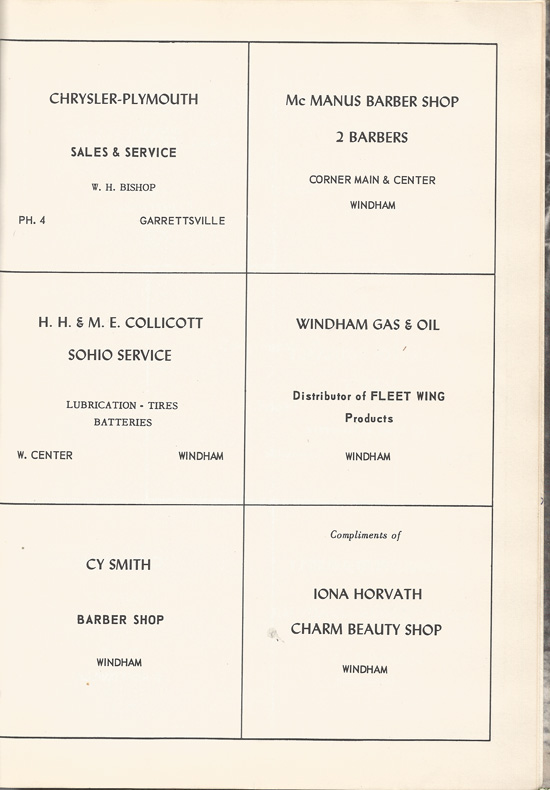 CHRYSLER-PLYMOUTH
SALES & SERVICE
W. H. BISHOP
PH. 4 GARRETTSVILLE
Mc MANUS BARBER SHOP
2 BARBERS
CORNER MAIN & CENTER
WINDHAM
H. H. & M. E. COLLICOTT
SOHIO SERVICE
LUBRICATION - TIRES
BATTERIES
W. CENTER WINDHAM
WINDHAM GAS & OIL
Distributor of FLEET WING
Products
WINDHAM
CY SMITH
BARBER SHOP
WINDHAM
Compliments of
IONA HORVATH
CHARM BEAUTY SHOP
WINDHAM